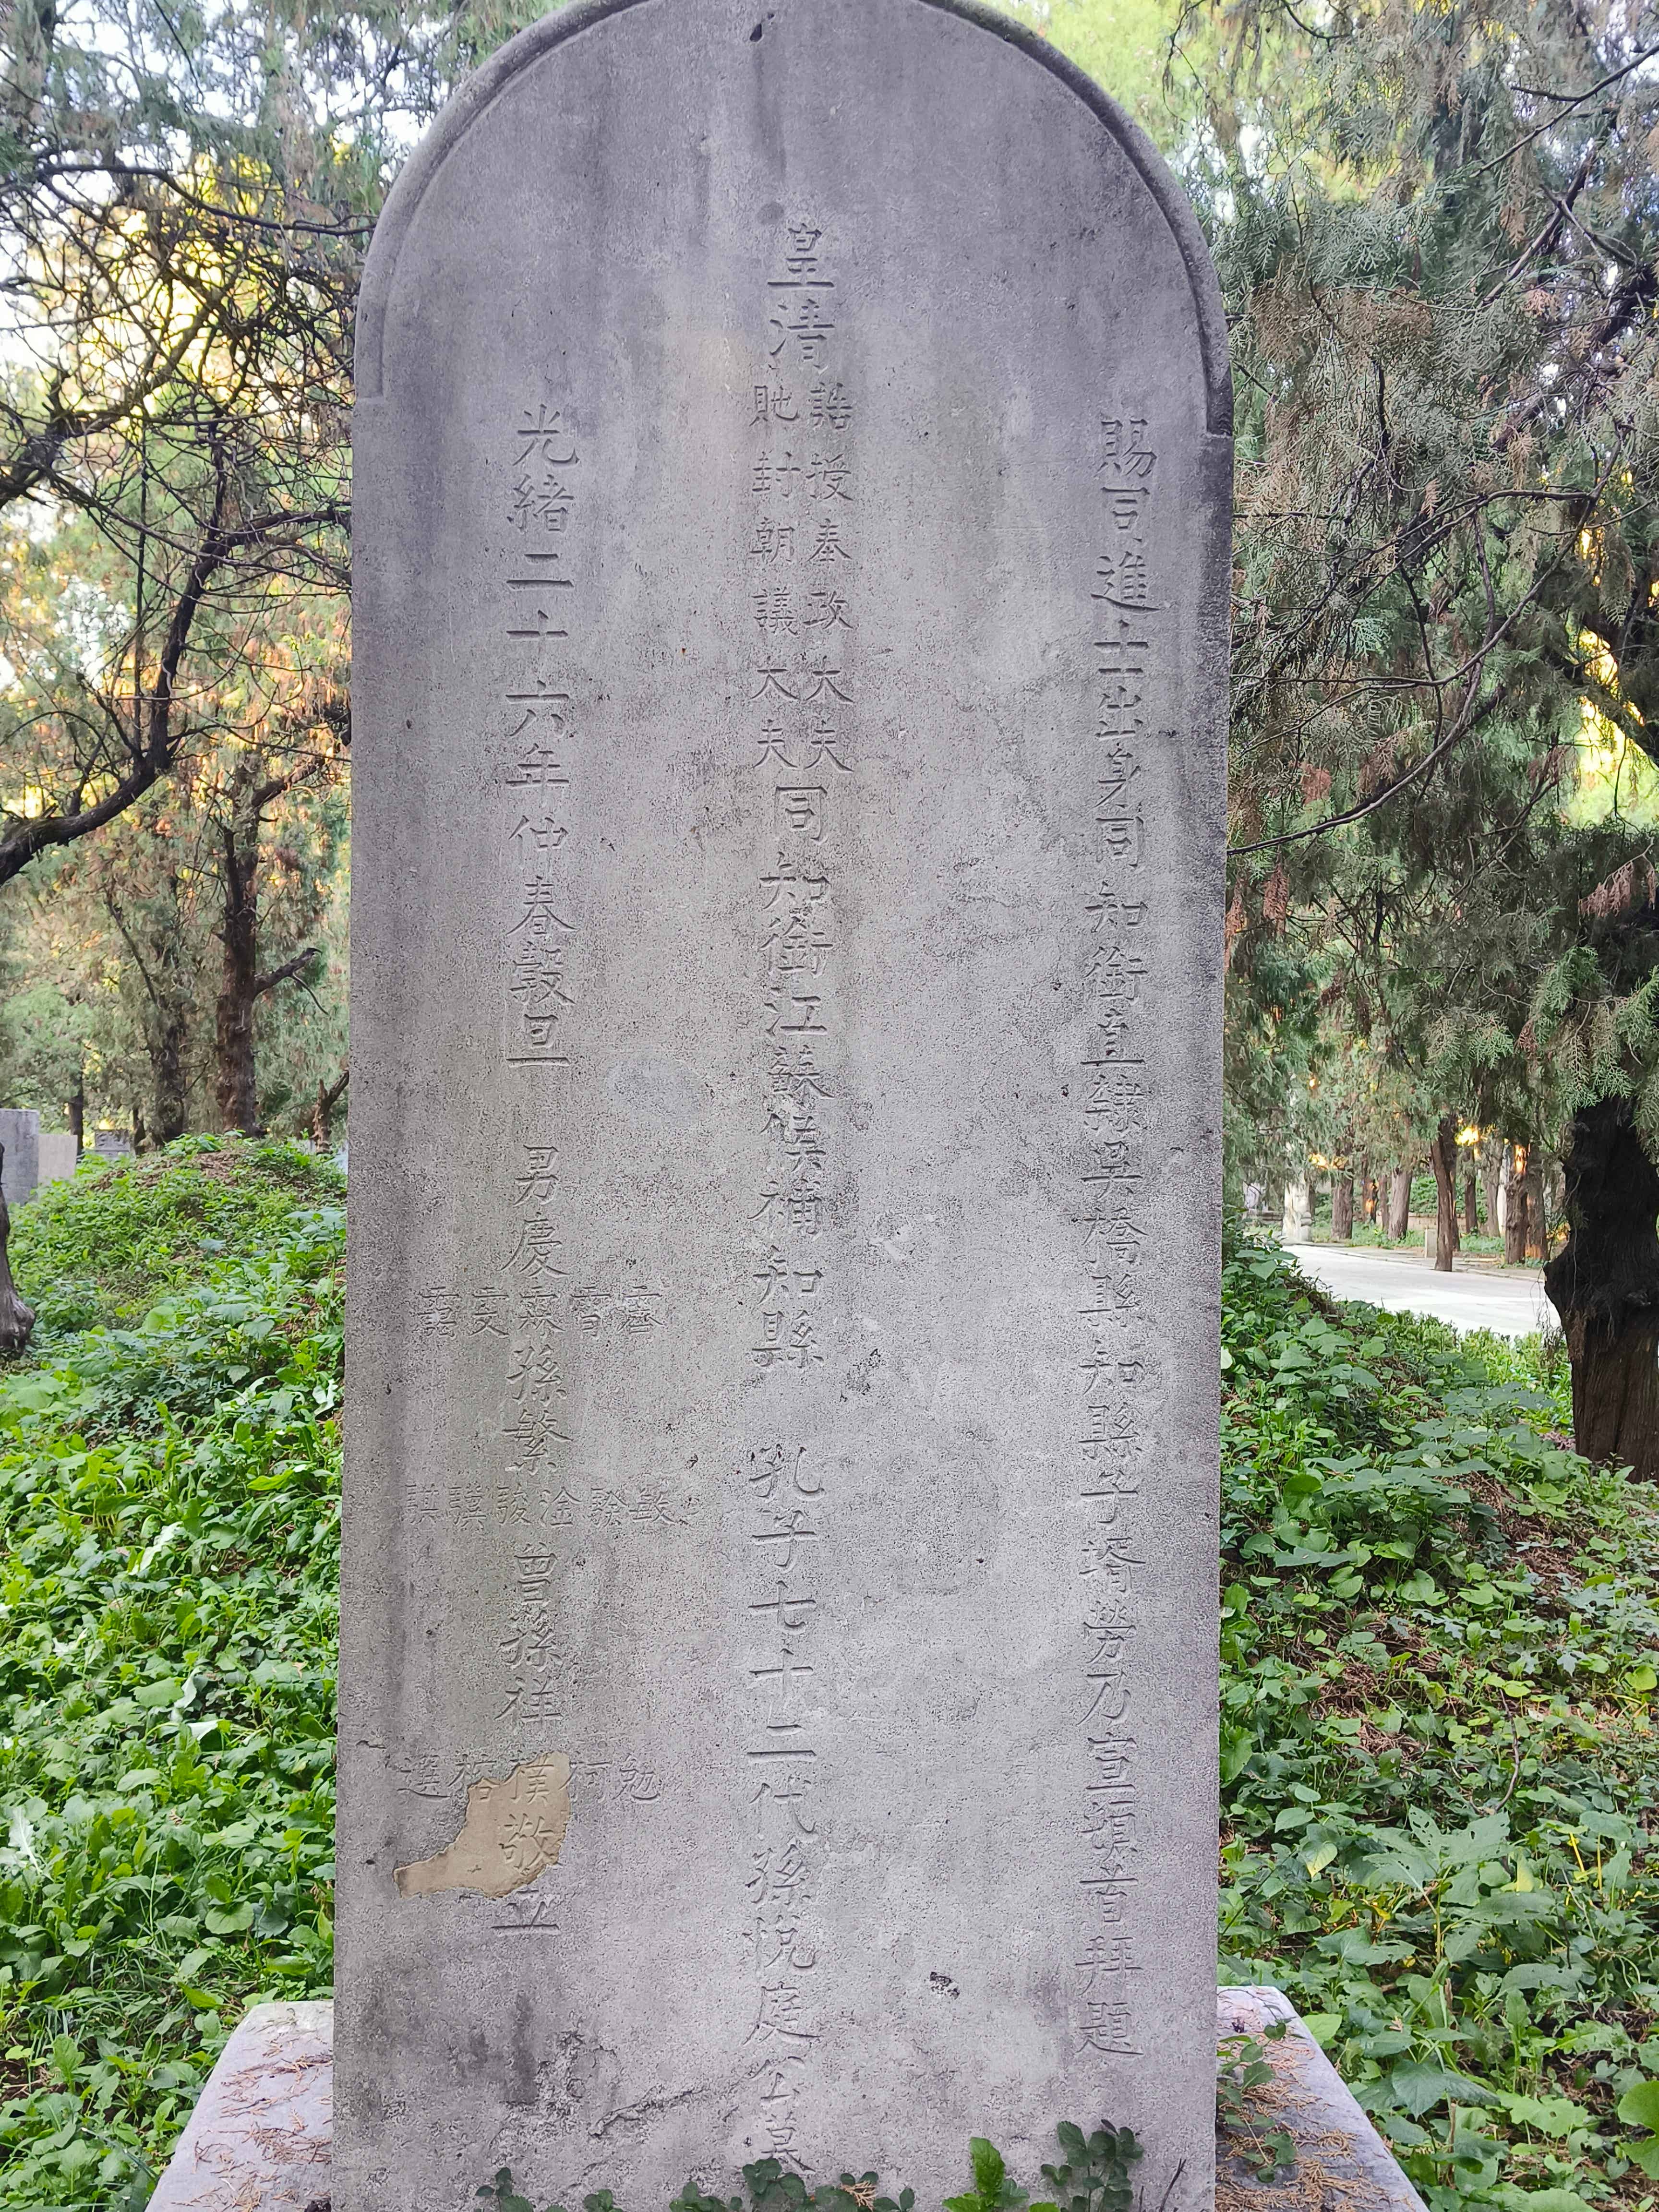 賜同進士出身同知銜直隸吳橋縣知縣子壻勞乃宣頓首拜題
皇清
誥授奉政大夫
貤封朝議大夫
同知銜江蘇候補知縣 孔子七十二代孫悅庭公墓
光緒二十六年仲春穀旦 男慶
霖
孫繁
曾孫祥
敬立